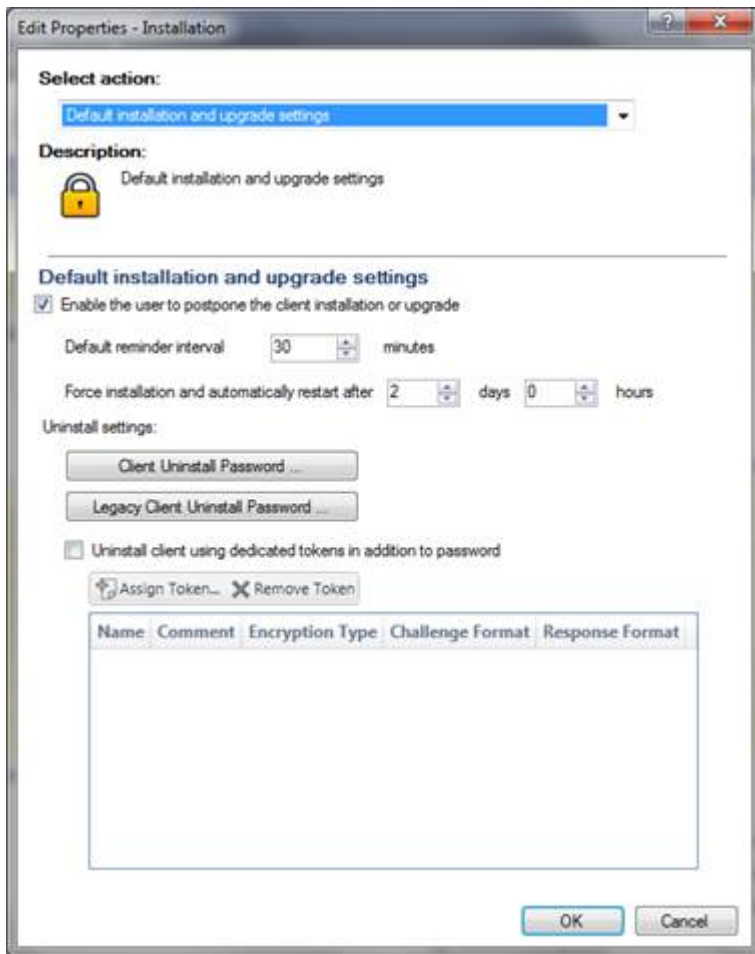 Edit Properties - Installation
?
Select action:
Default installation and upgrade settings
Description:
Default installation and upgrade settings
Default installation and upgrade settings
Enable the user to postpone the client installation or upgrade
Default reminder interval 30 minutes
Force installation and automatically restart after 2 days 0 hours
Uninstall settings:
Client Uninstall Password ...
Legacy Client Uninstall Password ...
Uninstall client using dedicated tokens in addition to password
Assign Token... Remove Token
Name Comment Encryption Type Challenge Format Response Format
OK Cancel